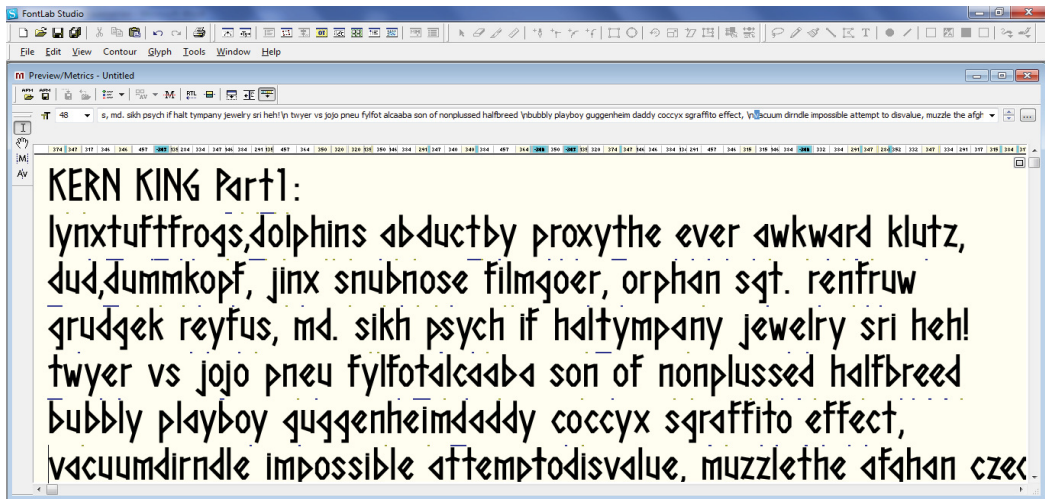 FontLab Studio
File Edit View Contour Glyph Tools Window Help
Preview/Metrics - Untitled
48 s, md. sikh psych if halt tympany jewelry sri heh!\n twyer vs jojo pneu fylfot alcaaba son of nonplussed halfbreed \nbubbly playboy guggenheim daddy coccyx sgraffito effect, \nvacuum dirndle impossible attempt to disvalue, muzzle the afgh
KERN KING Part1:
lynxtuftfrogs,dolphins abductby proxythe ever awkward klutz,
dud,dummkopf, jinx snubnose filmgoer, orphan sgt. renfruw
grudgek reyfus, md. sikh psych if haltympany jewelry sri heh!
twyer vs jojo pneu fylfotalcaaba son of nonplussed halfbreed
bubbly playboy guggenheimdaddy coccyx sgraffito effect,
vacuumdirndle impossible attemptodisvalue, muzzlethe afghan czec